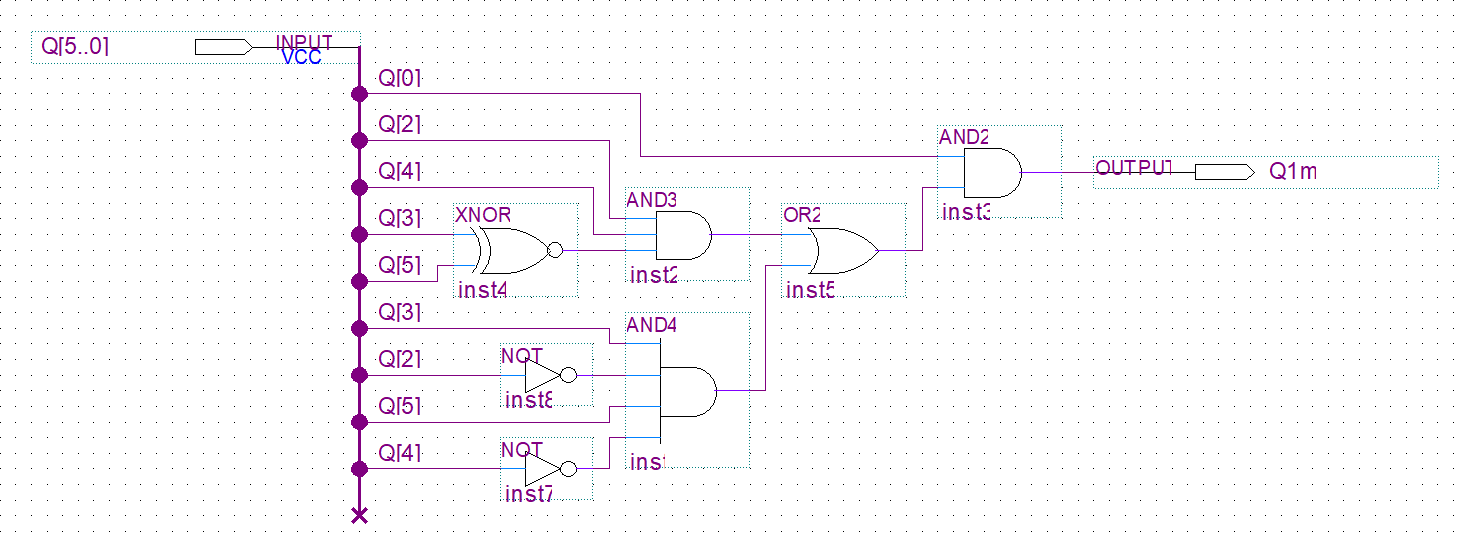 Q[5..0]
INPUT
VCC
Q[0]
Q[2]
Q[4]
Q[3]
Q[5]
Q[3]
Q[2]
Q[5]
Q[4]
XNOR
inst4
NOT
inst8
NOT
inst7
AND3
inst2
AND4
inst
OR2
inst5
AND2
inst3
OUTPUT
Q1m